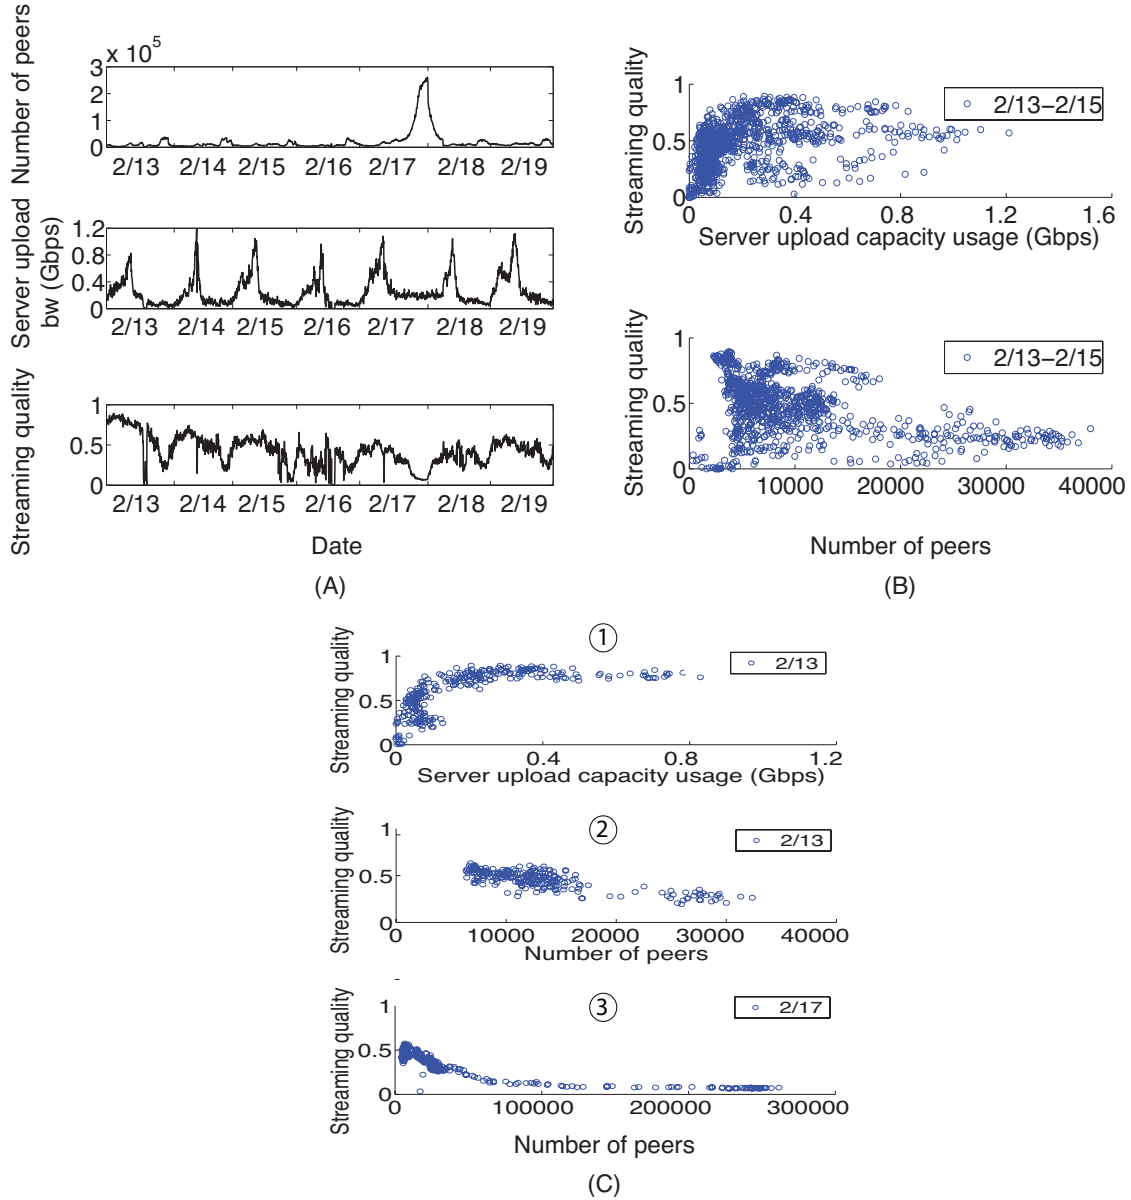 Number of peers
x 10^5
3
2
1
0
2/13 2/14 2/15 2/16 2/17 2/18 2/19
Server upload
bw (Gbps)
1.2
0.8
0.4
0
2/13 2/14 2/15 2/16 2/17 2/18 2/19
Streaming quality
1
0.5
0
2/13 2/14 2/15 2/16 2/17 2/18 2/19
Date
(A)
Streaming quality
1
0.5
0
2/13–2/15
0 0.4 0.8 1.2 1.6
Server upload capacity usage (Gbps)
Streaming quality
1
0.5
0
2/13–2/15
0 10000 20000 30000 40000
Number of peers
(B)
1
Streaming quality
1
0.5
0
2/13
0 0.4 0.8 1.2
Server upload capacity usage (Gbps)
2
Streaming quality
1
0.5
0
2/13
0 10000 20000 30000 40000
Number of peers
3
Streaming quality
1
0.5
0
2/17
0 100000 200000 300000
Number of peers
(C)